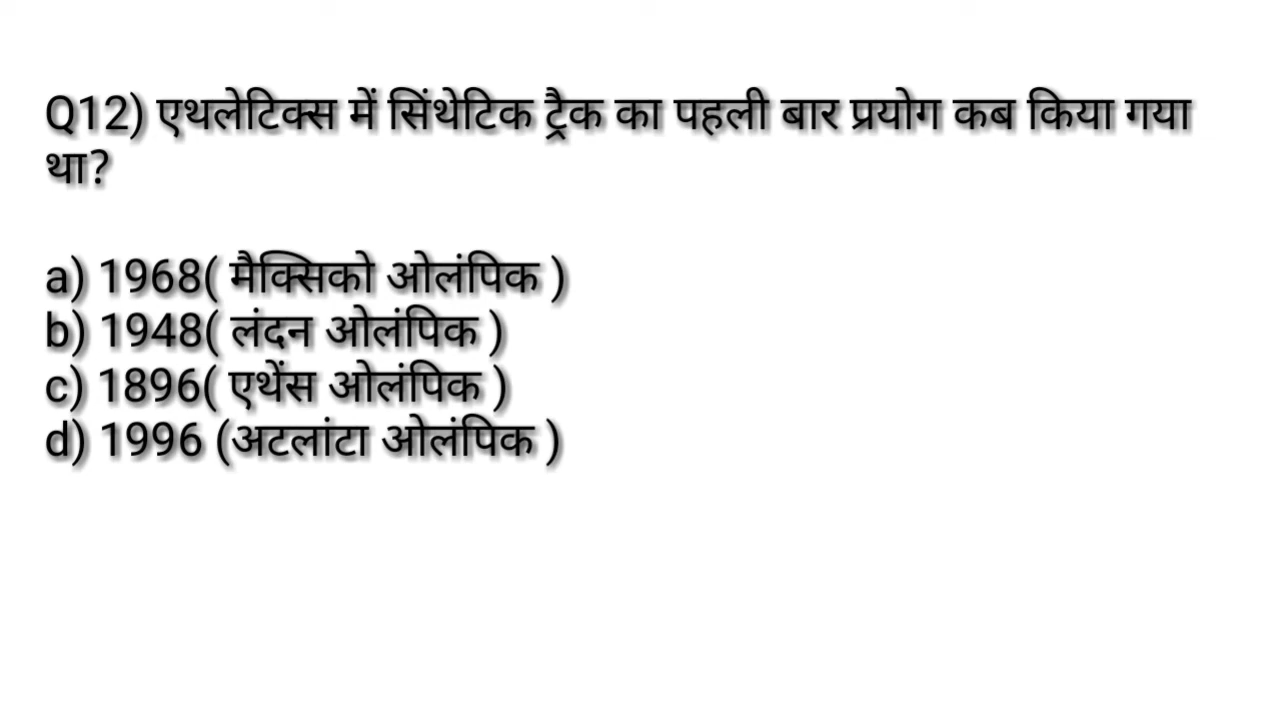 Q12) एथलेटिक्स में सिंथेटिक ट्रैक का पहली बार प्रयोग कब किया गया
था?
a) 1968( मैक्सिको ओलंपिक )
b) 1948( लंदन ओलंपिक )
c) 1896( एथेंस ओलंपिक )
d) 1996 (अटलांटा ओलंपिक )